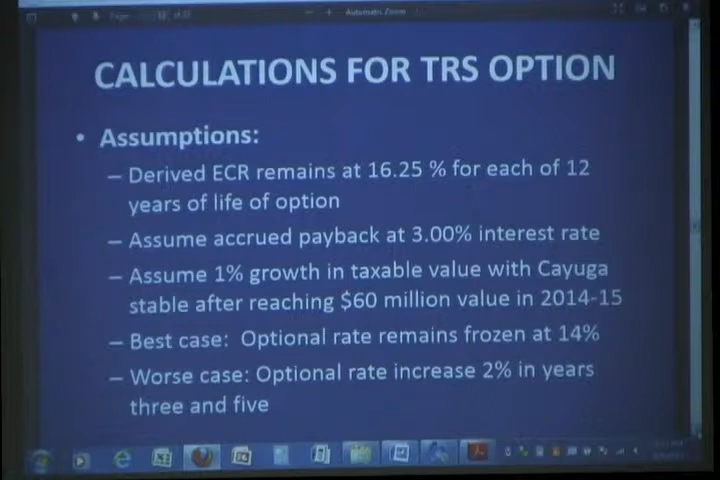 Page:
Automatic Zoom
CALCULATIONS FOR TRS OPTION
• Assumptions:
– Derived ECR remains at 16.25 % for each of 12
years of life of option
– Assume accrued payback at 3.00% interest rate
– Assume 1% growth in taxable value with Cayuga
stable after reaching $60 million value in 2014-15
– Best case: Optional rate remains frozen at 14%
– Worse case: Optional rate increase 2% in years
three and five